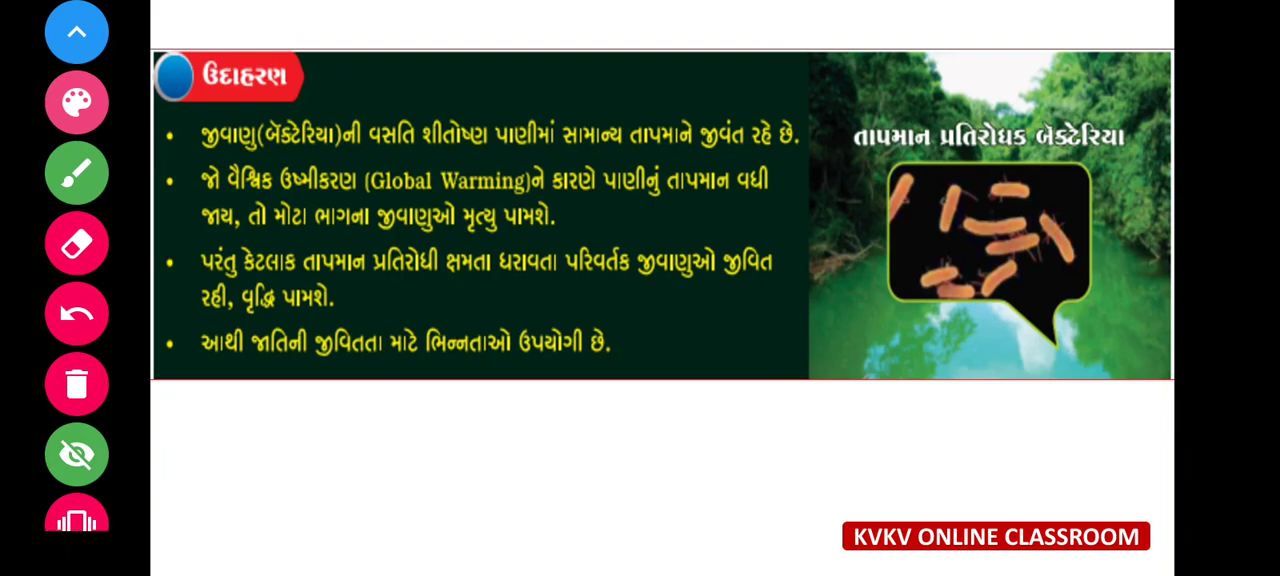 ઉદાહરણ
• જીવાણુ(બૅક્ટેરિયા)ની વસતિ શીતોષ્ણ પાણીમાં સામાન્ય તાપમાને જીવંત રહે છે.
• જો વૈશ્વિક ઉષ્મીકરણ (Global Warming)ને કારણે પાણીનું તાપમાન વધી
જાય, તો મોટા ભાગના જીવાણુઓ મૃત્યુ પામશે.
• પરંતુ કેટલાક તાપમાન પ્રતિરોધી ક્ષમતા ધરાવતા પરિવર્તક જીવાણુઓ જીવિત
રહી, વૃદ્ધિ પામશે.
• આથી જાતિની જીવિતતા માટે ભિન્નતાઓ ઉપયોગી છે.
તાપમાન પ્રતિરોધક બૅક્ટેરિયા
KVKV ONLINE CLASSROOM